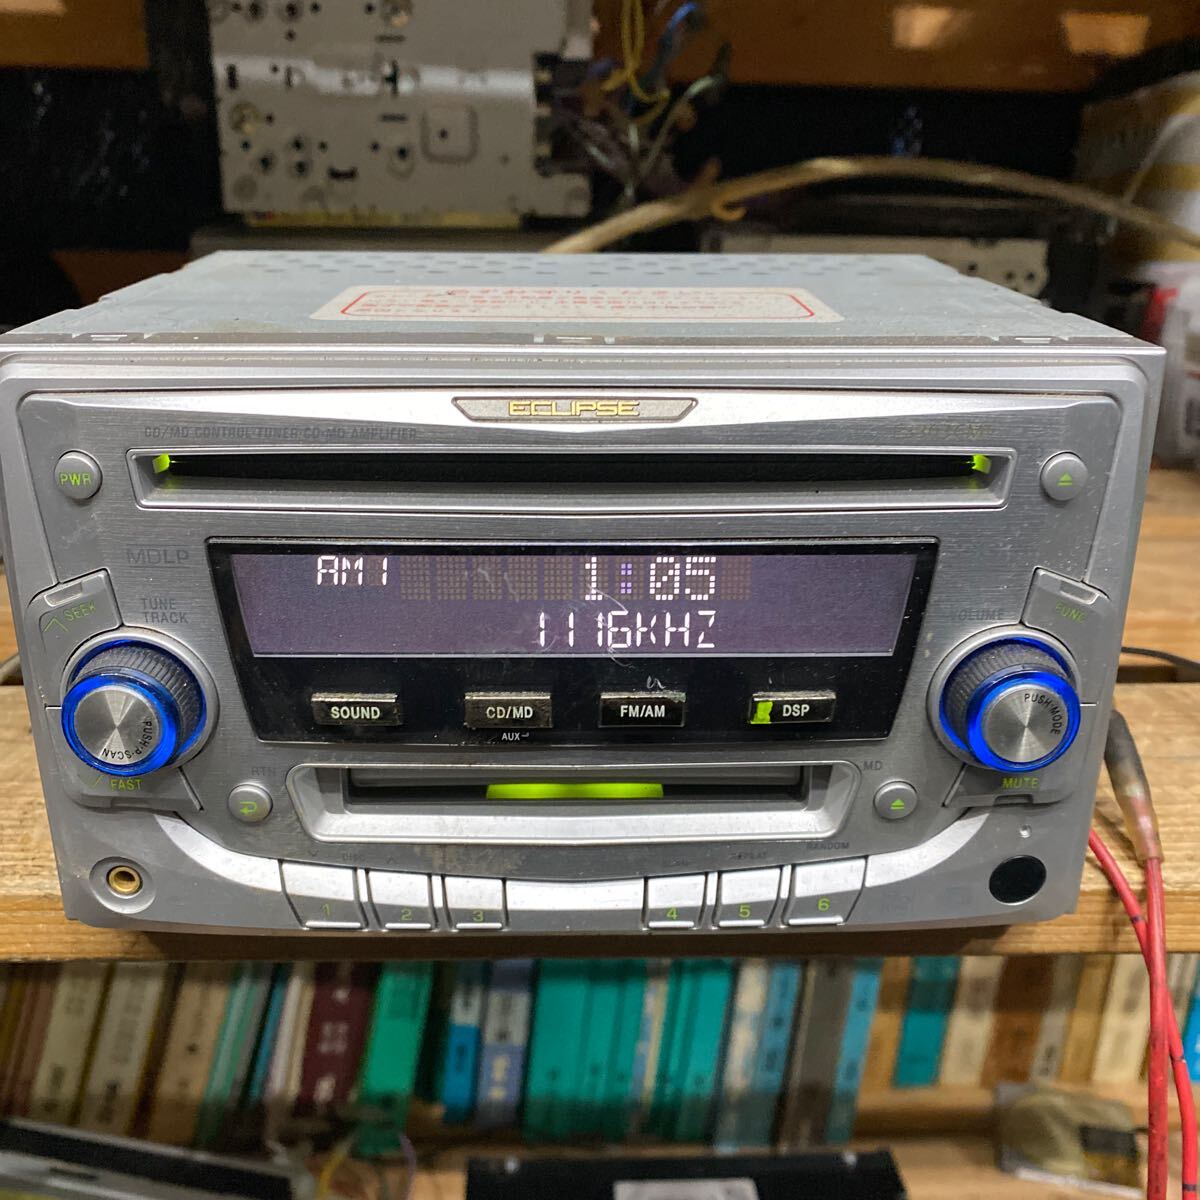 ECLIPSE
CD/MD CONTROL TUNER/CD·MD AMPLIFIER
PWR
MDLP
SEEK
TUNE
TRACK
AM1
1:05
1116KHZ
VOLUME
FUNC
PUSH·P·SCAN
PUSH·MODE
SOUND
CD/MD
FM/AM
DSP
AUX
FAST
RTN
MD
MUTE
DISC
REPEAT
RANDOM
1
2
3
4
5
6